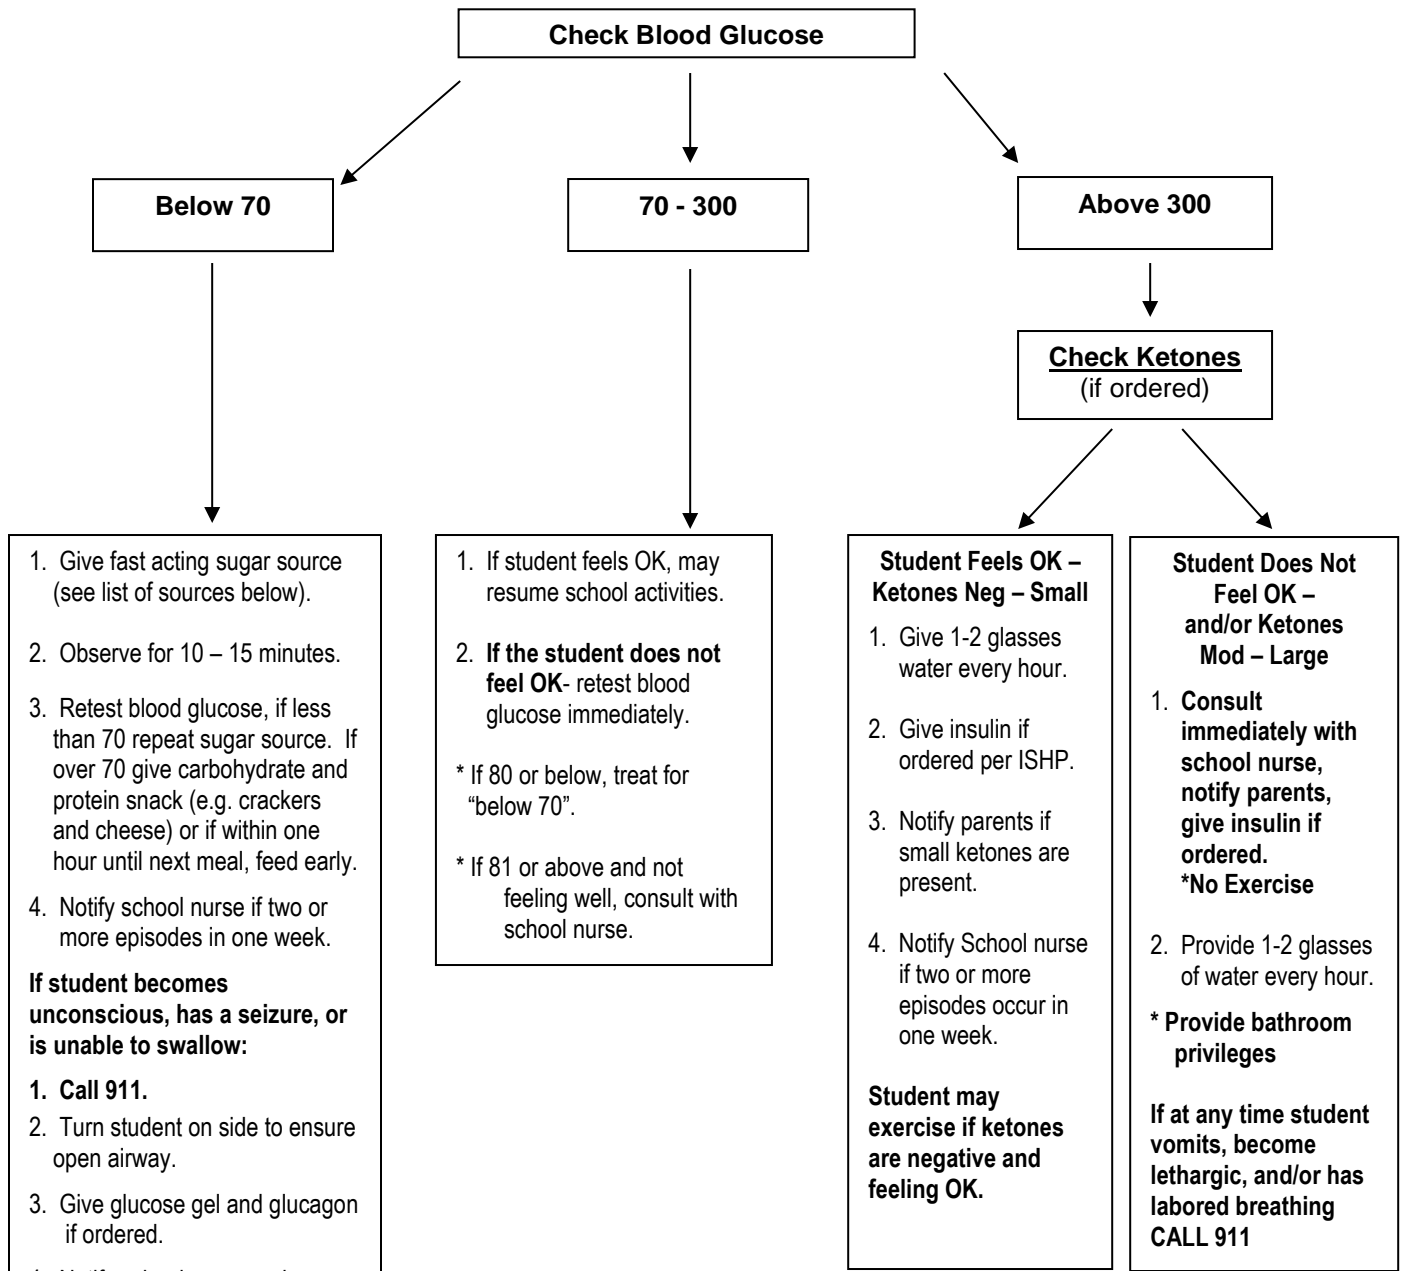 Check Blood Glucose
Below 70
70 - 300
Above 300
Check Ketones
(if ordered)
1. Give fast acting sugar source
(see list of sources below).
2. Observe for 10 – 15 minutes.
3. Retest blood glucose, if less
than 70 repeat sugar source. If
over 70 give carbohydrate and
protein snack (e.g. crackers
and cheese) or if within one
hour until next meal, feed early.
4. Notify school nurse if two or
more episodes in one week.
If student becomes
unconscious, has a seizure, or
is unable to swallow:
1. Call 911.
2. Turn student on side to ensure
open airway.
3. Give glucose gel and glucagon
if ordered.
1. If student feels OK, may
resume school activities.
2. If the student does not
feel OK- retest blood
glucose immediately.
* If 80 or below, treat for
“below 70”.
* If 81 or above and not
feeling well, consult with
school nurse.
Student Feels OK –
Ketones Neg – Small
1. Give 1-2 glasses
water every hour.
2. Give insulin if
ordered per ISHP.
3. Notify parents if
small ketones are
present.
4. Notify School nurse
if two or more
episodes occur in
one week.
Student may
exercise if ketones
are negative and
feeling OK.
Student Does Not
Feel OK –
and/or Ketones
Mod – Large
1. Consult
immediately with
school nurse,
notify parents,
give insulin if
ordered.
*No Exercise
2. Provide 1-2 glasses
of water every hour.
* Provide bathroom
privileges
If at any time student
vomits, become
lethargic, and/or has
labored breathing
CALL 911